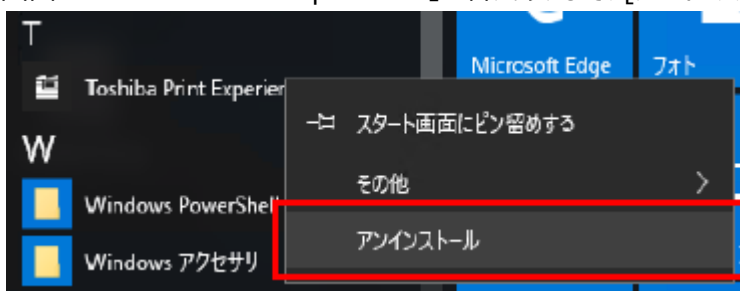 T
Microsoft Edge
フォト
Toshiba Print Experien
スタート画面にピン留めする
W
その他
Windows PowerShell
アンインストール
Windows アクセサリ